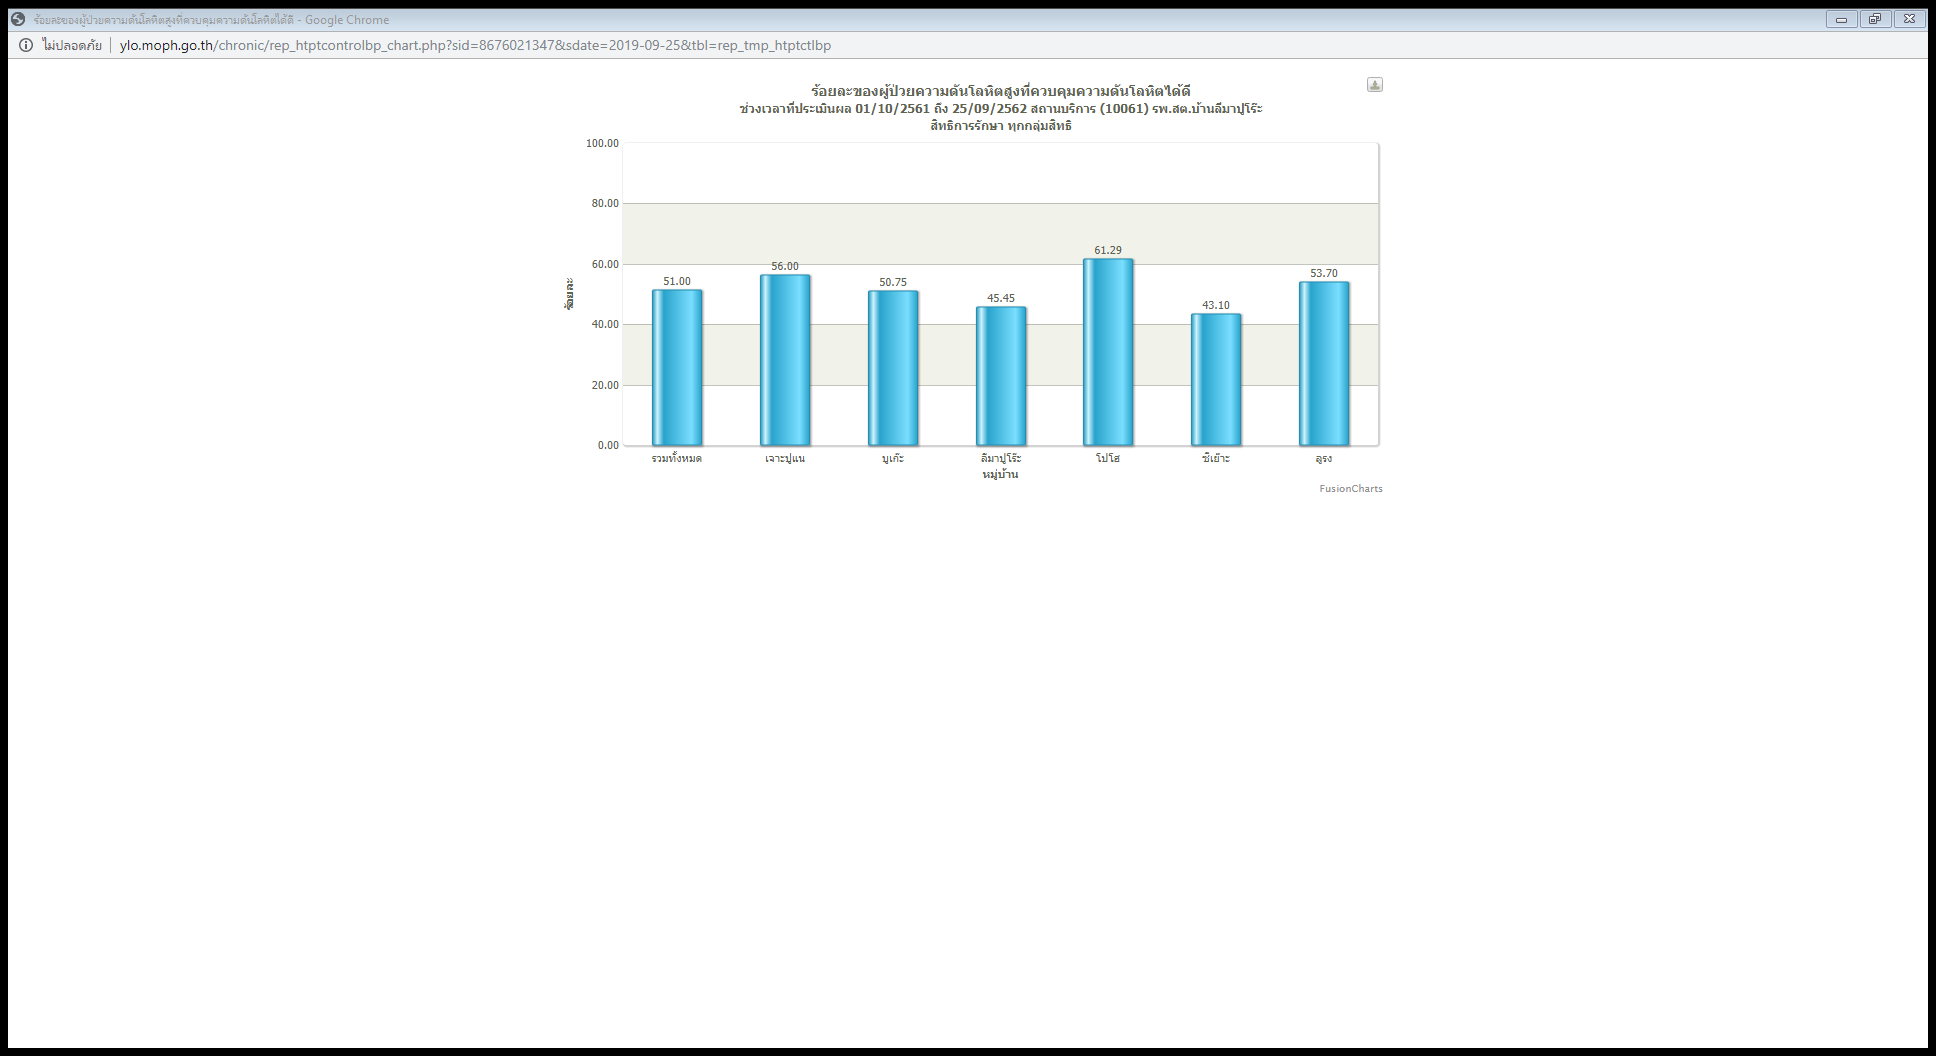 ร้อยละของผู้ป่วยความดันโลหิตสูงที่ควบคุมความดันโลหิตได้ดี - Google Chrome
ไม่ปลอดภัย ylo.moph.go.th/chronic/rep_htptcontrolbp_chart.php?sid=8676021347&sdate=2019-09-25&tbl=rep_tmp_htptctlbp
ร้อยละของผู้ป่วยความดันโลหิตสูงที่ควบคุมความดันโลหิตได้ดี
ช่วงเวลาที่ประเมินผล 01/10/2561 ถึง 25/09/2562 สถานบริการ (10061) รพ.สต.บ้านลีมาปูโร๊ะ
สิทธิการรักษา ทุกกลุ่มสิทธิ
100.00
80.00
60.00
40.00
20.00
0.00
ร้อยละ
51.00
56.00
50.75
45.45
61.29
43.10
53.70
รวมทั้งหมด เจาะปูแน บูเก๊ะ ลีมาปูโร๊ะ โปโฮ ซีเย๊าะ ลูรง
หมู่บ้าน
FusionCharts